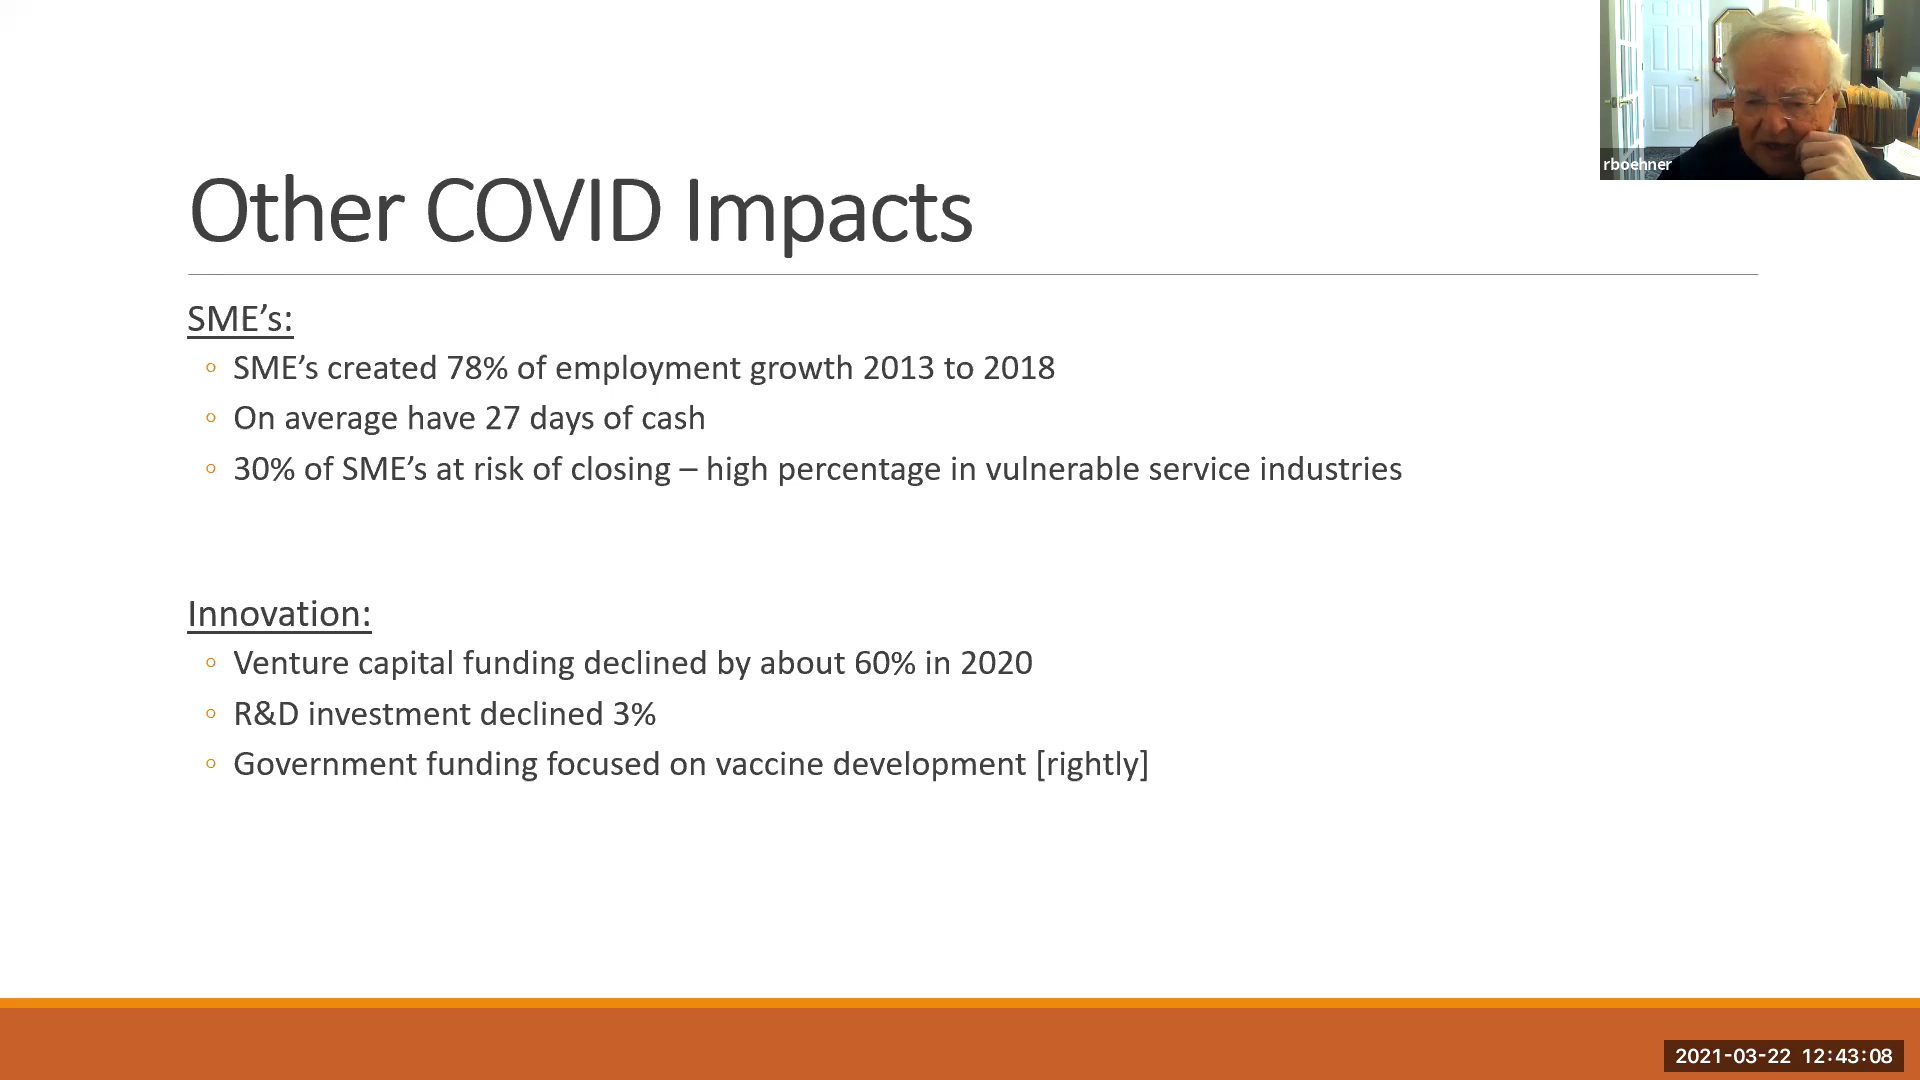 rboehner
Other COVID Impacts
SME’s:
◦ SME’s created 78% of employment growth 2013 to 2018
◦ On average have 27 days of cash
◦ 30% of SME’s at risk of closing – high percentage in vulnerable service industries
Innovation:
◦ Venture capital funding declined by about 60% in 2020
◦ R&D investment declined 3%
◦ Government funding focused on vaccine development [rightly]
2021-03-22 12:43:08